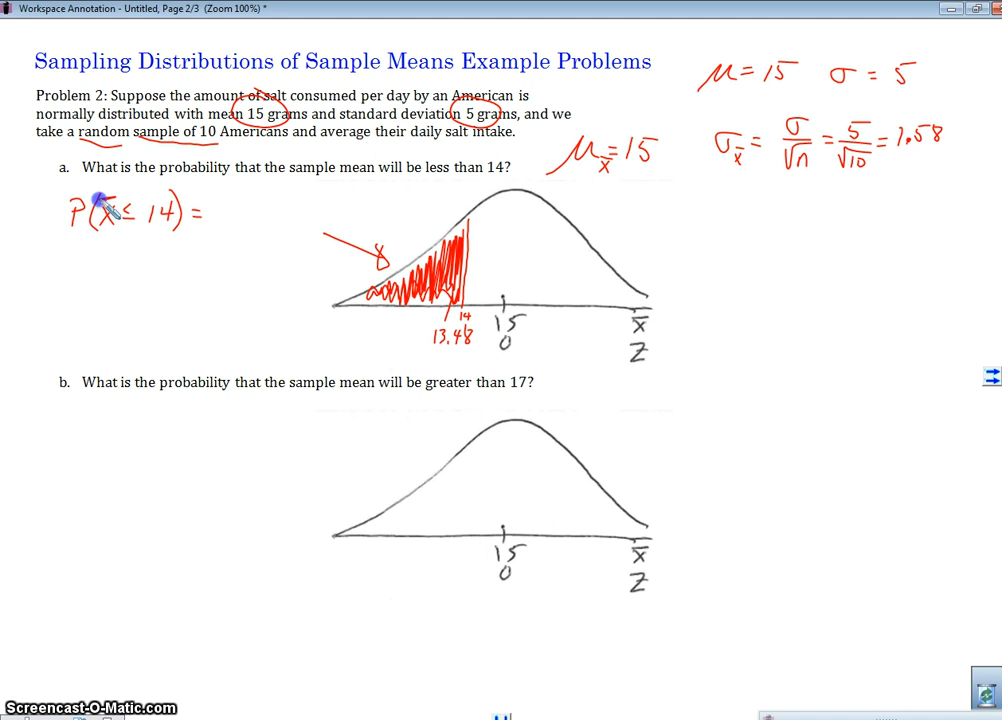 Workspace Annotation - Untitled, Page 2/3 (Zoom 100%) *
Sampling Distributions of Sample Means Example Problems
μ = 15 σ = 5
Problem 2: Suppose the amount of salt consumed per day by an American is
normally distributed with mean 15 grams and standard deviation 5 grams, and we
take a random sample of 10 Americans and average their daily salt intake.
μx̄ = 15
σx̄ = σ/√n = 5/√10 = 1.58
a. What is the probability that the sample mean will be less than 14?
P(x̄ ≤ 14) =
8
14
13.48
15 x̄
0 Z
b. What is the probability that the sample mean will be greater than 17?
15 x̄
0 Z
Screencast-O-Matic.com